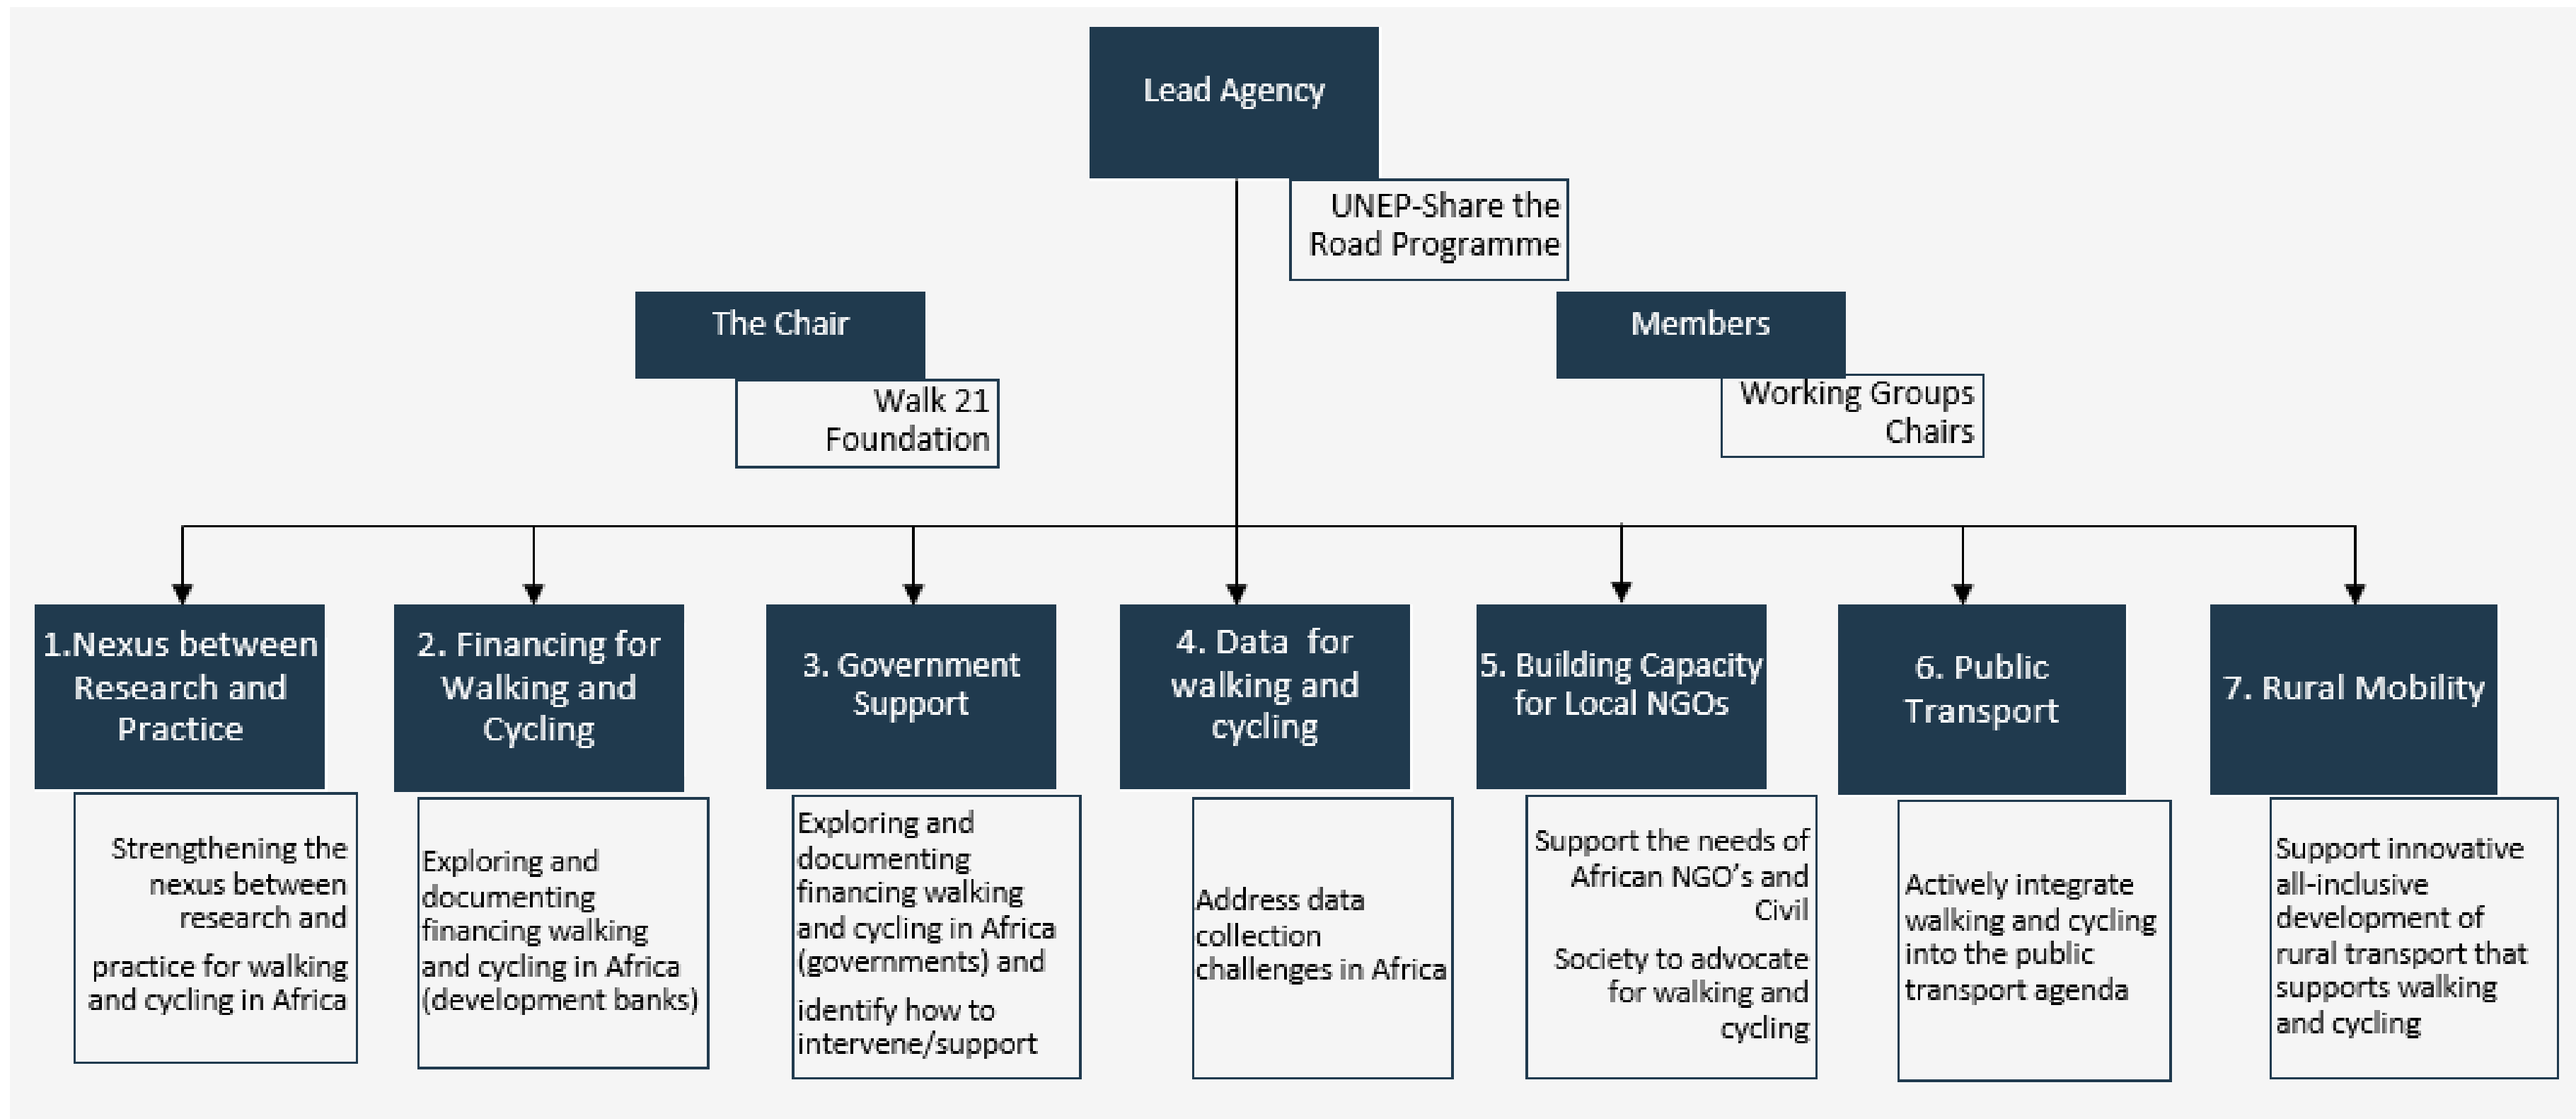 Lead Agency
UNEP-Share the
Road Programme
The Chair
Walk 21
Foundation
Members
Working Groups
Chairs
1.Nexus between
Research and
Practice
Strengthening the
nexus between
research and
practice for walking
and cycling in Africa
2. Financing for
Walking and
Cycling
Exploring and
documenting
financing walking
and cycling in Africa
(development banks)
3. Government
Support
Exploring and
documenting
financing walking
and cycling in Africa
(governments) and
identify how to
intervene/support
4. Data  for
walking and
cycling
Address data
collection
challenges in Africa
5. Building Capacity
for Local NGOs
Support the needs of
African NGO’s and
Civil
Society to advocate
for walking and
cycling
6. Public
Transport
Actively integrate
walking and cycling
into the public
transport agenda
7. Rural Mobility
Support innovative
all-inclusive
development of
rural transport that
supports walking
and cycling